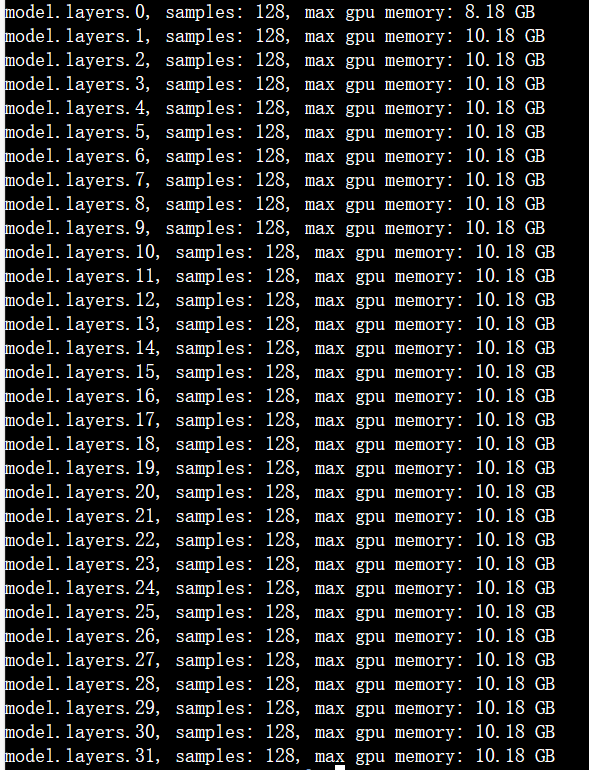 model.layers.0, samples: 128, max gpu memory: 8.18 GB
model.layers.1, samples: 128, max gpu memory: 10.18 GB
model.layers.2, samples: 128, max gpu memory: 10.18 GB
model.layers.3, samples: 128, max gpu memory: 10.18 GB
model.layers.4, samples: 128, max gpu memory: 10.18 GB
model.layers.5, samples: 128, max gpu memory: 10.18 GB
model.layers.6, samples: 128, max gpu memory: 10.18 GB
model.layers.7, samples: 128, max gpu memory: 10.18 GB
model.layers.8, samples: 128, max gpu memory: 10.18 GB
model.layers.9, samples: 128, max gpu memory: 10.18 GB
model.layers.10, samples: 128, max gpu memory: 10.18 GB
model.layers.11, samples: 128, max gpu memory: 10.18 GB
model.layers.12, samples: 128, max gpu memory: 10.18 GB
model.layers.13, samples: 128, max gpu memory: 10.18 GB
model.layers.14, samples: 128, max gpu memory: 10.18 GB
model.layers.15, samples: 128, max gpu memory: 10.18 GB
model.layers.16, samples: 128, max gpu memory: 10.18 GB
model.layers.17, samples: 128, max gpu memory: 10.18 GB
model.layers.18, samples: 128, max gpu memory: 10.18 GB
model.layers.19, samples: 128, max gpu memory: 10.18 GB
model.layers.20, samples: 128, max gpu memory: 10.18 GB
model.layers.21, samples: 128, max gpu memory: 10.18 GB
model.layers.22, samples: 128, max gpu memory: 10.18 GB
model.layers.23, samples: 128, max gpu memory: 10.18 GB
model.layers.24, samples: 128, max gpu memory: 10.18 GB
model.layers.25, samples: 128, max gpu memory: 10.18 GB
model.layers.26, samples: 128, max gpu memory: 10.18 GB
model.layers.27, samples: 128, max gpu memory: 10.18 GB
model.layers.28, samples: 128, max gpu memory: 10.18 GB
model.layers.29, samples: 128, max gpu memory: 10.18 GB
model.layers.30, samples: 128, max gpu memory: 10.18 GB
model.layers.31, samples: 128, max gpu memory: 10.18 GB